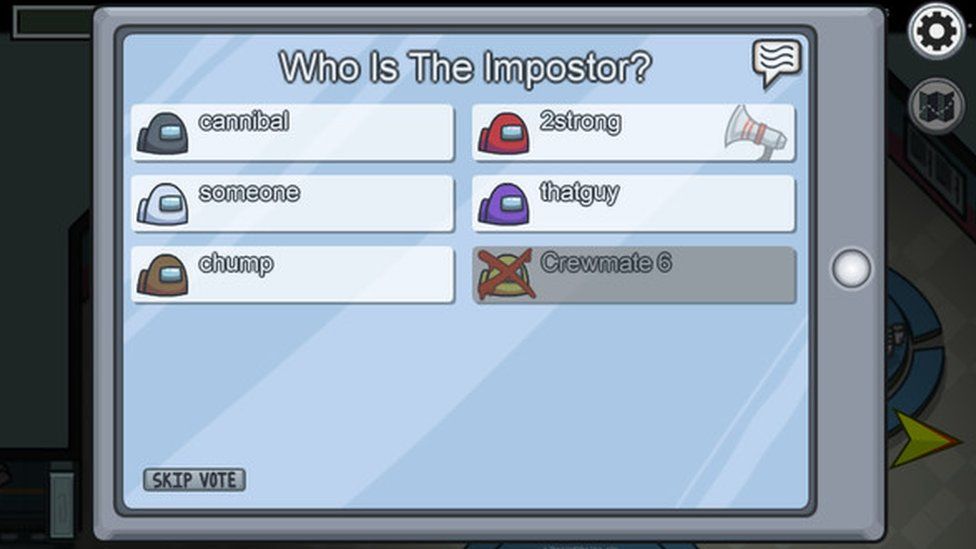 Who Is The Impostor?
cannibal
2strong
someone
thatguy
chump
Crewmate 6
SKIP VOTE